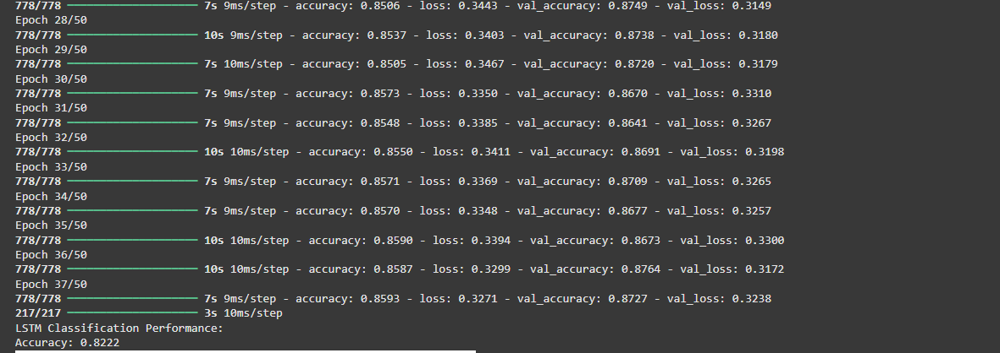 778/778 ━━━━━━━━━━━━━━━━━━━━ 7s 9ms/step - accuracy: 0.8506 - loss: 0.3443 - val_accuracy: 0.8749 - val_loss: 0.3149
Epoch 28/50
778/778 ━━━━━━━━━━━━━━━━━━━━ 10s 9ms/step - accuracy: 0.8537 - loss: 0.3403 - val_accuracy: 0.8738 - val_loss: 0.3180
Epoch 29/50
778/778 ━━━━━━━━━━━━━━━━━━━━ 7s 10ms/step - accuracy: 0.8505 - loss: 0.3467 - val_accuracy: 0.8720 - val_loss: 0.3179
Epoch 30/50
778/778 ━━━━━━━━━━━━━━━━━━━━ 7s 9ms/step - accuracy: 0.8573 - loss: 0.3350 - val_accuracy: 0.8670 - val_loss: 0.3310
Epoch 31/50
778/778 ━━━━━━━━━━━━━━━━━━━━ 7s 9ms/step - accuracy: 0.8548 - loss: 0.3385 - val_accuracy: 0.8641 - val_loss: 0.3267
Epoch 32/50
778/778 ━━━━━━━━━━━━━━━━━━━━ 10s 10ms/step - accuracy: 0.8550 - loss: 0.3411 - val_accuracy: 0.8691 - val_loss: 0.3198
Epoch 33/50
778/778 ━━━━━━━━━━━━━━━━━━━━ 7s 9ms/step - accuracy: 0.8571 - loss: 0.3369 - val_accuracy: 0.8709 - val_loss: 0.3265
Epoch 34/50
778/778 ━━━━━━━━━━━━━━━━━━━━ 7s 9ms/step - accuracy: 0.8570 - loss: 0.3348 - val_accuracy: 0.8677 - val_loss: 0.3257
Epoch 35/50
778/778 ━━━━━━━━━━━━━━━━━━━━ 10s 10ms/step - accuracy: 0.8590 - loss: 0.3394 - val_accuracy: 0.8673 - val_loss: 0.3300
Epoch 36/50
778/778 ━━━━━━━━━━━━━━━━━━━━ 10s 10ms/step - accuracy: 0.8587 - loss: 0.3299 - val_accuracy: 0.8764 - val_loss: 0.3172
Epoch 37/50
778/778 ━━━━━━━━━━━━━━━━━━━━ 7s 9ms/step - accuracy: 0.8593 - loss: 0.3271 - val_accuracy: 0.8727 - val_loss: 0.3238
217/217 ━━━━━━━━━━━━━━━━━━━━ 3s 10ms/step
LSTM Classification Performance:
Accuracy: 0.8222